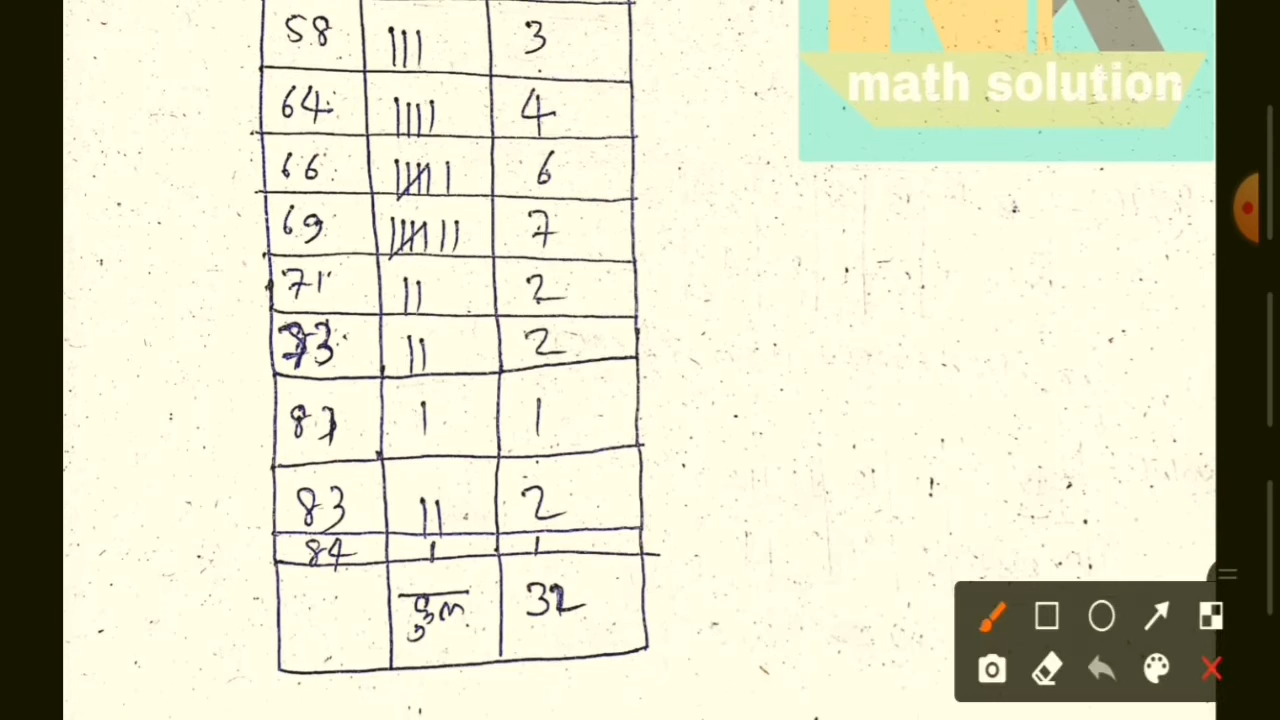 58 ||| 3
64 |||| 4
66 |||| | 6
69 |||| || 7
71 || 2
73 || 2
81 | 1
83 || 2
84 | 1
32
math solution